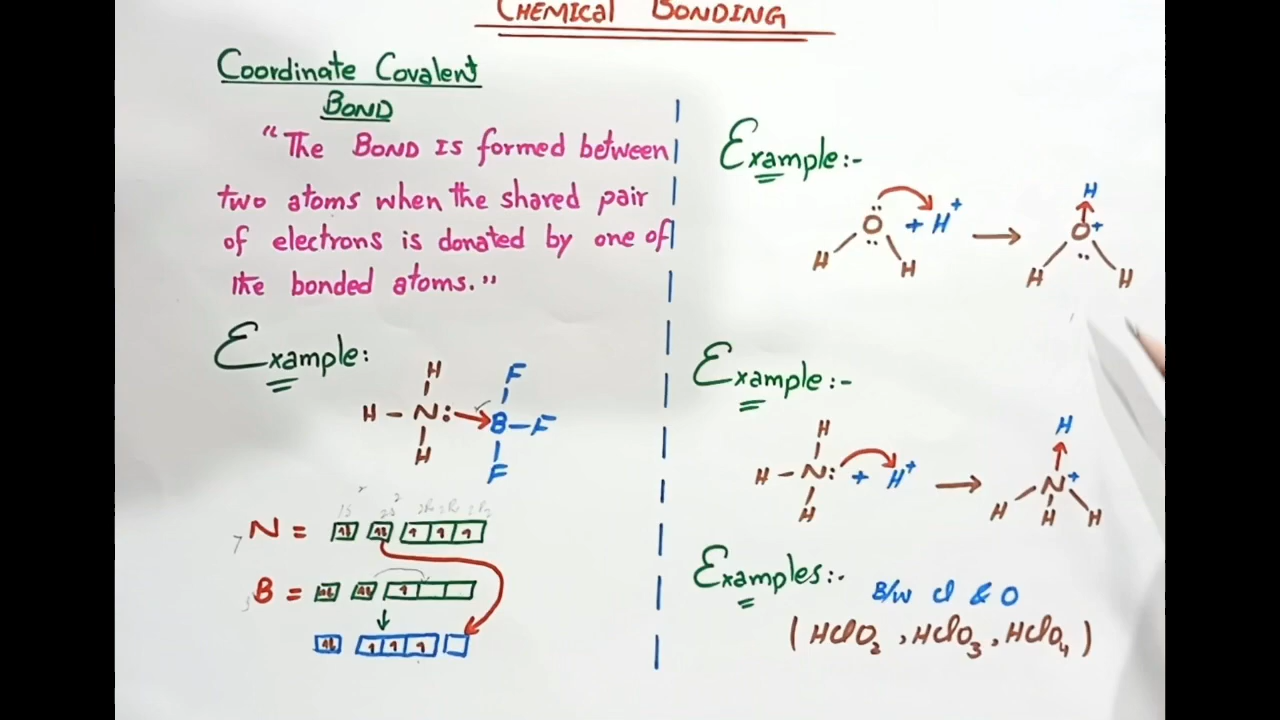 CHEMICAL BONDING
Coordinate Covalent
BOND
"The BOND IS formed between
two atoms when the shared pair
of electrons is donated by one of
the bonded atoms."
Example:
H
H – N: → B – F
H
F
F
7 N =
B =
Example:-
H
O
H
+ H+
→
H
O+
H
H
Example:-
H
H – N: + H+ →
H
H
N+
H
H
H
Examples:-
B/W Cl & O
(HClO2, HClO3, HClO4)